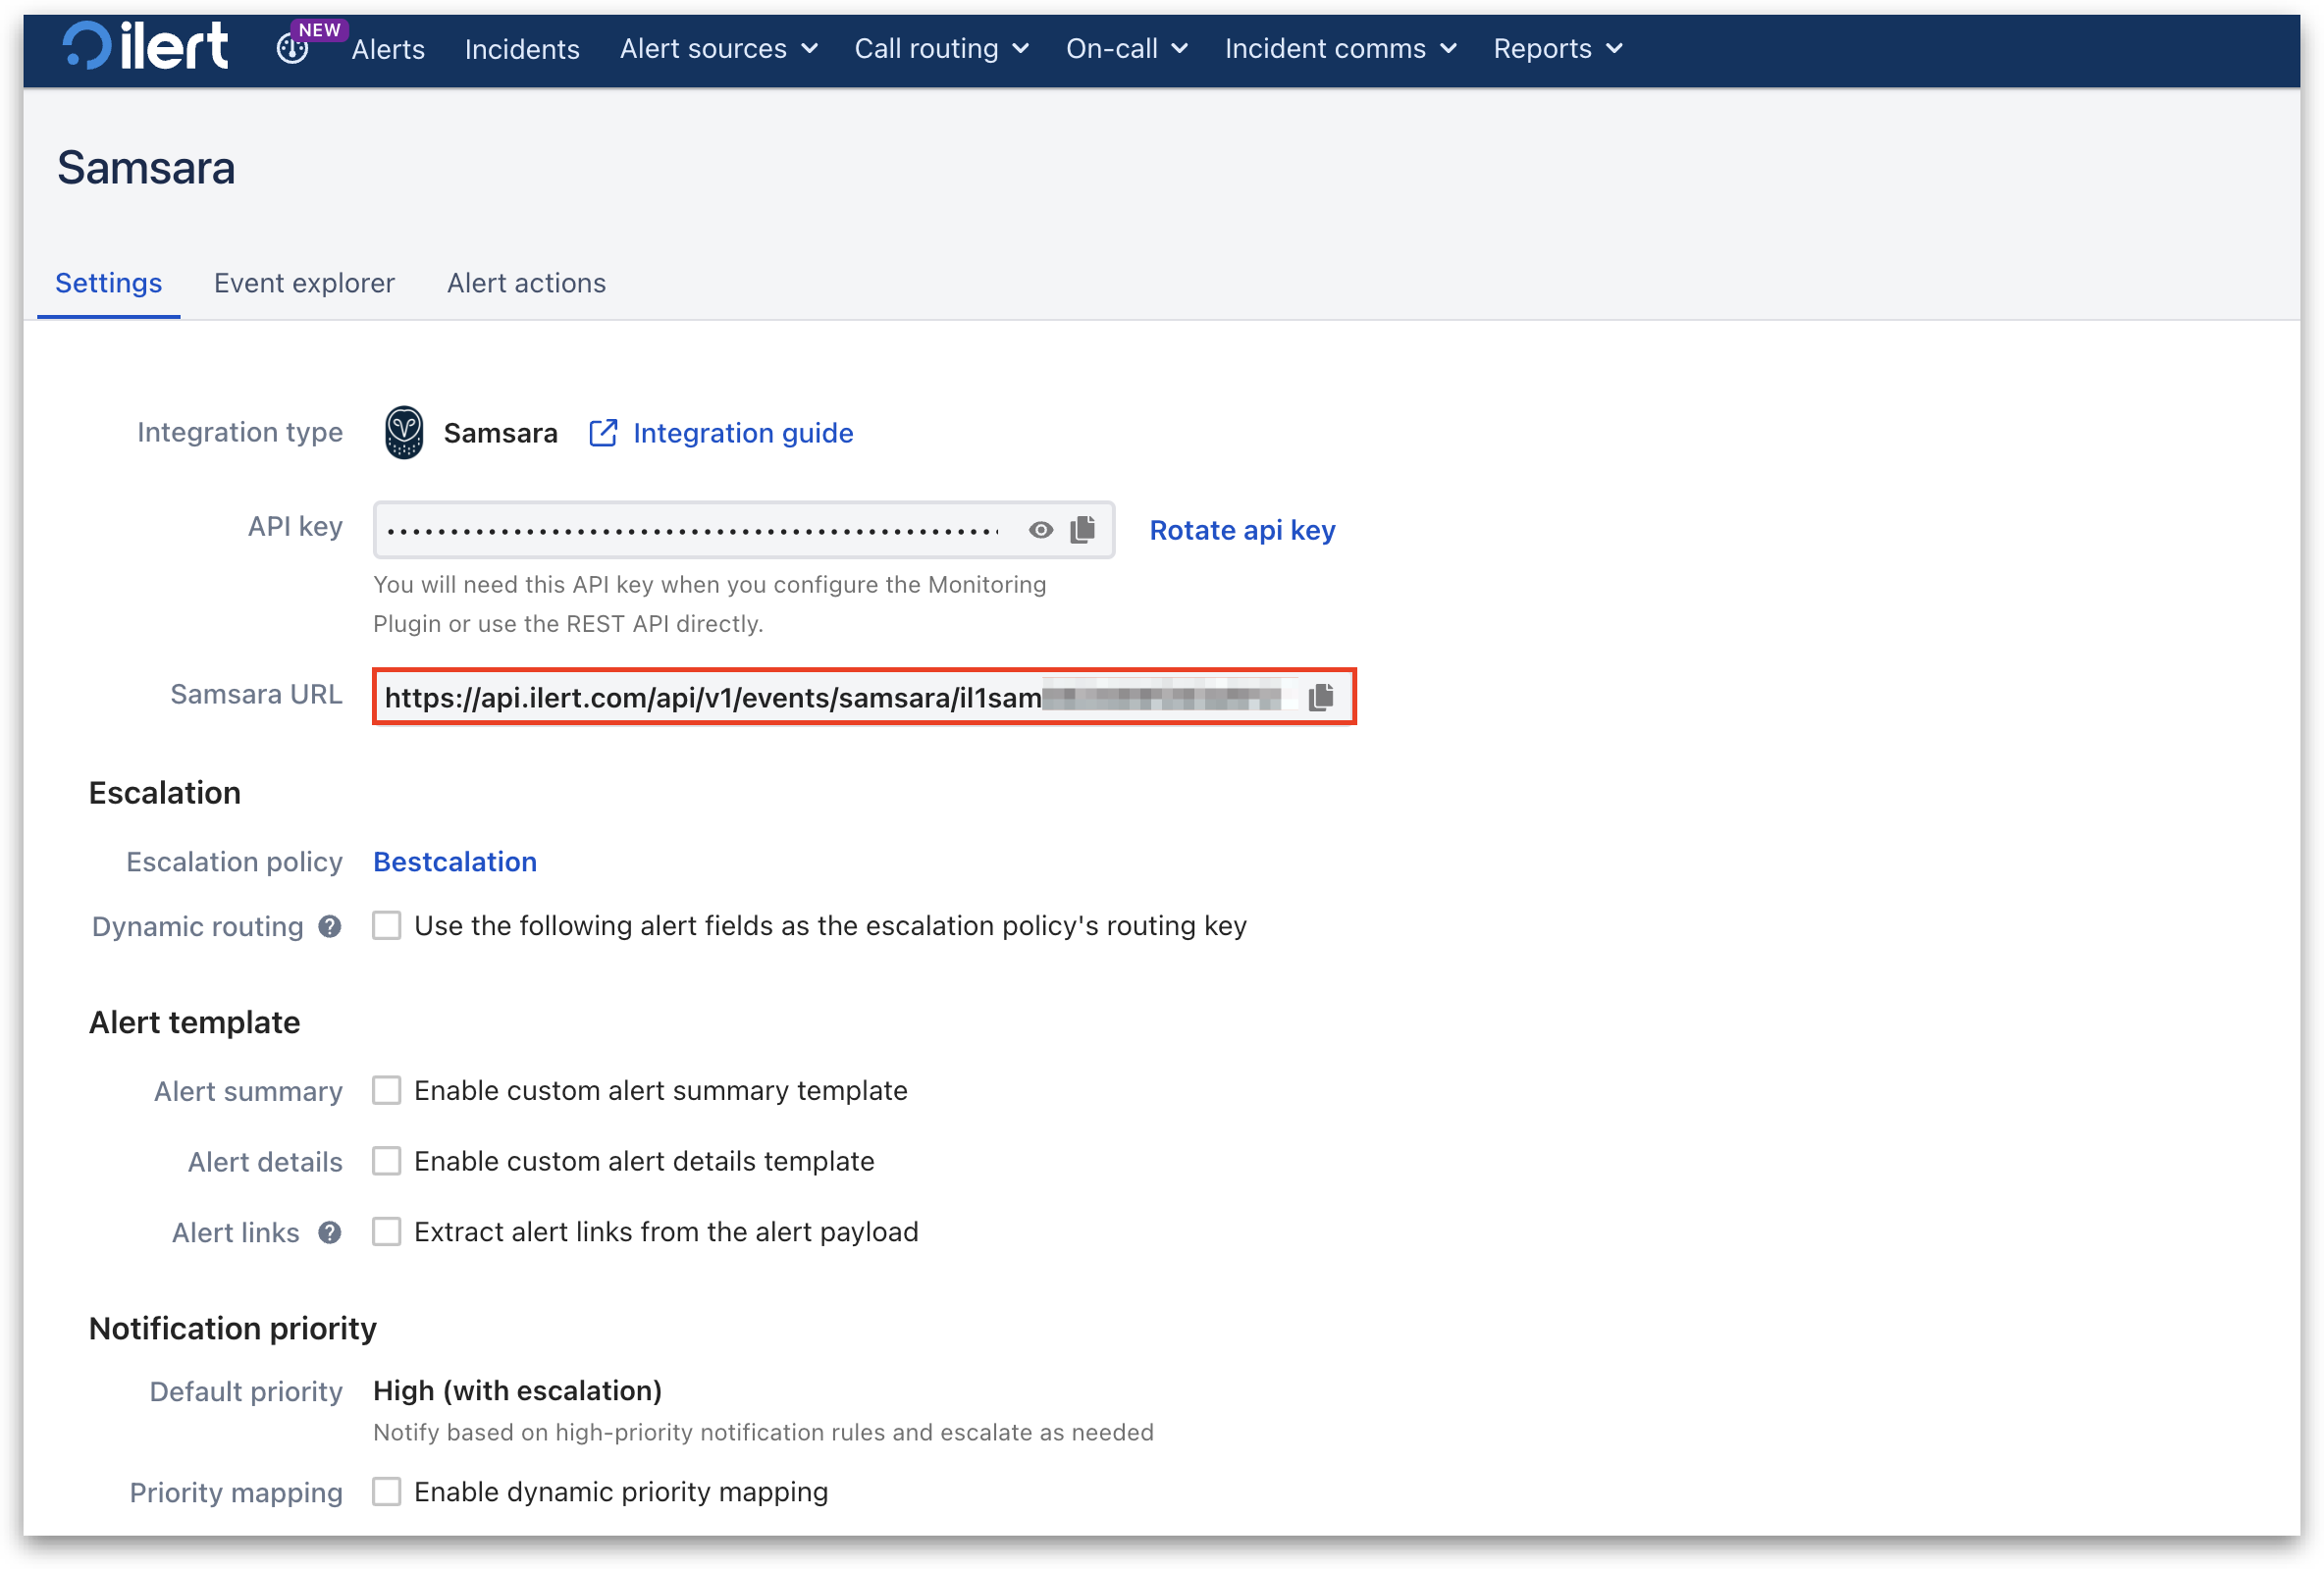 ilert NEW Alerts Incidents Alert sources Call routing On-call Incident comms Reports
Samsara
Settings Event explorer Alert actions
Integration type Samsara Integration guide
API key Rotate api key
You will need this API key when you configure the Monitoring
Plugin or use the REST API directly.
Samsara URL https://api.ilert.com/api/v1/events/samsara/il1sam
Escalation
Escalation policy Bestcalation
Dynamic routing ? Use the following alert fields as the escalation policy's routing key
Alert template
Alert summary Enable custom alert summary template
Alert details Enable custom alert details template
Alert links ? Extract alert links from the alert payload
Notification priority
Default priority High (with escalation)
Notify based on high-priority notification rules and escalate as needed
Priority mapping Enable dynamic priority mapping